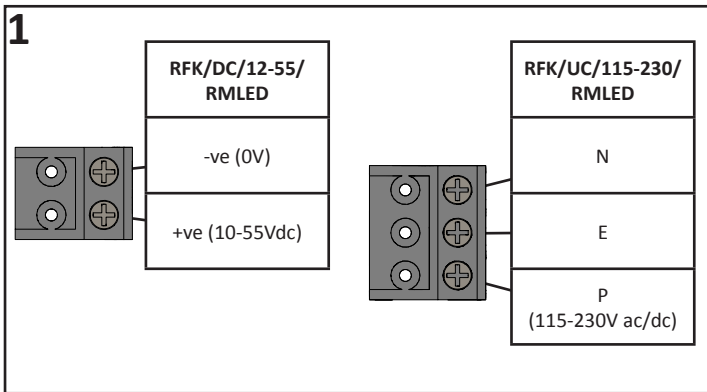 1
RFK/DC/12-55/
RMLED
-ve (0V)
+ve (10-55Vdc)
RFK/UC/115-230/
RMLED
N
E
P
(115-230V ac/dc)